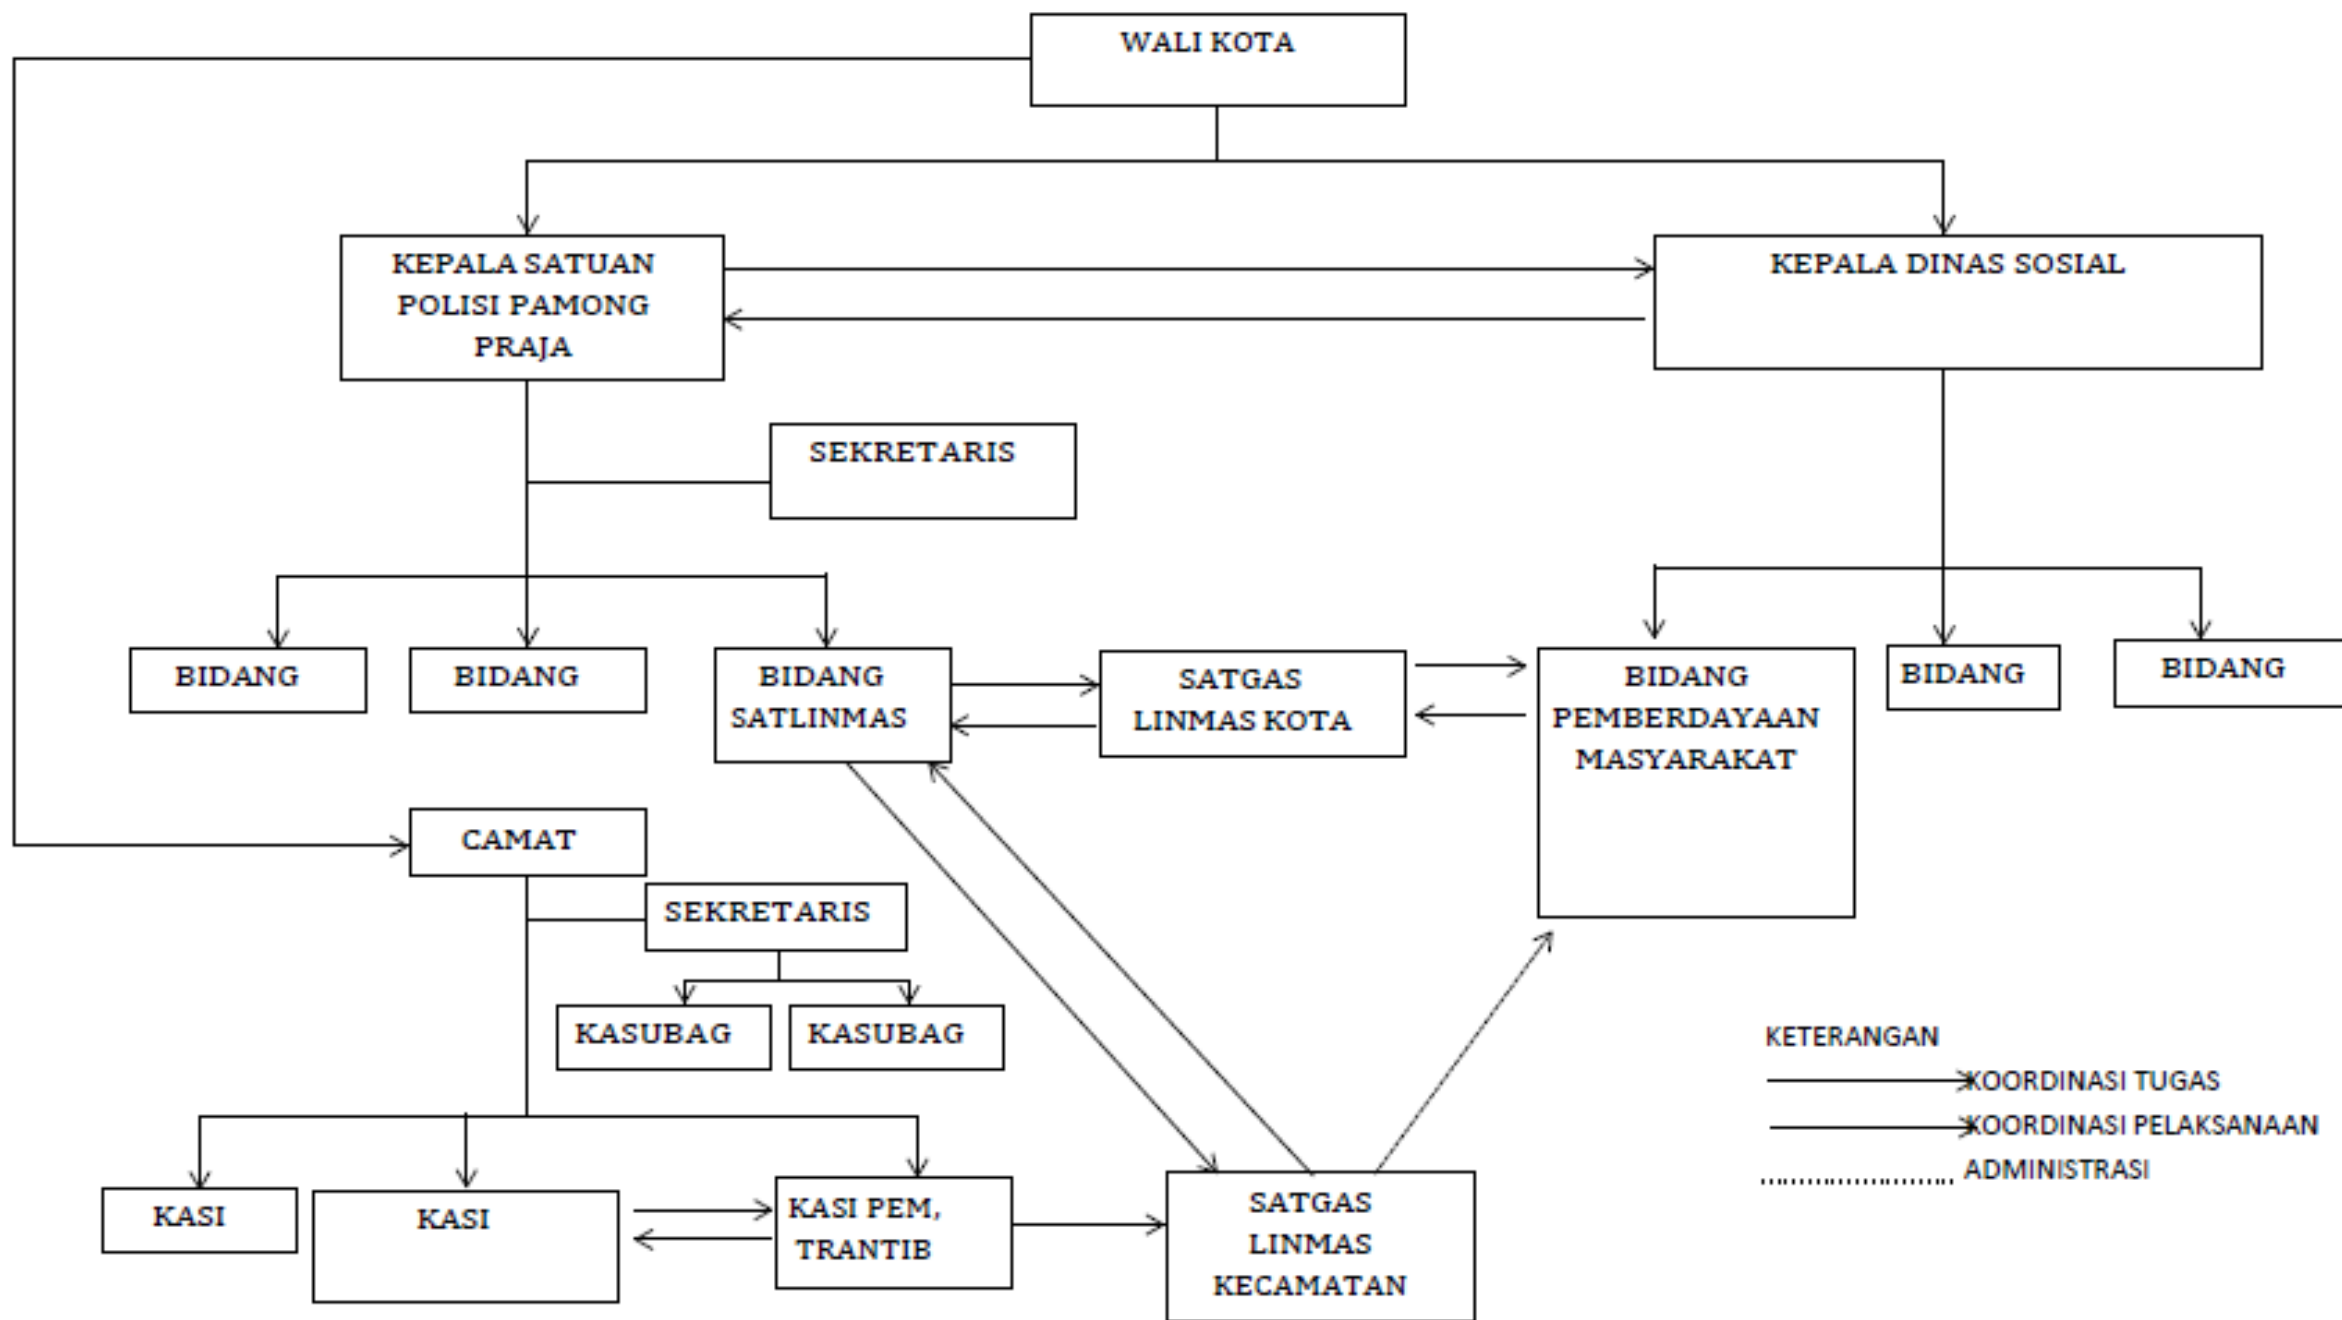 WALI KOTA
KEPALA SATUAN
POLISI PAMONG
PRAJA
KEPALA DINAS SOSIAL
SEKRETARIS
BIDANG
BIDANG
BIDANG
SATLINMAS
SATGAS
LINMAS KOTA
BIDANG
PEMBERDAYAAN
MASYARAKAT
BIDANG
BIDANG
CAMAT
SEKRETARIS
KASUBAG
KASUBAG
KASI
KASI
KASI PEM,
TRANTIB
SATGAS
LINMAS
KECAMATAN
KETERANGAN
KOORDINASI TUGAS
KOORDINASI PELAKSANAAN
ADMINISTRASI